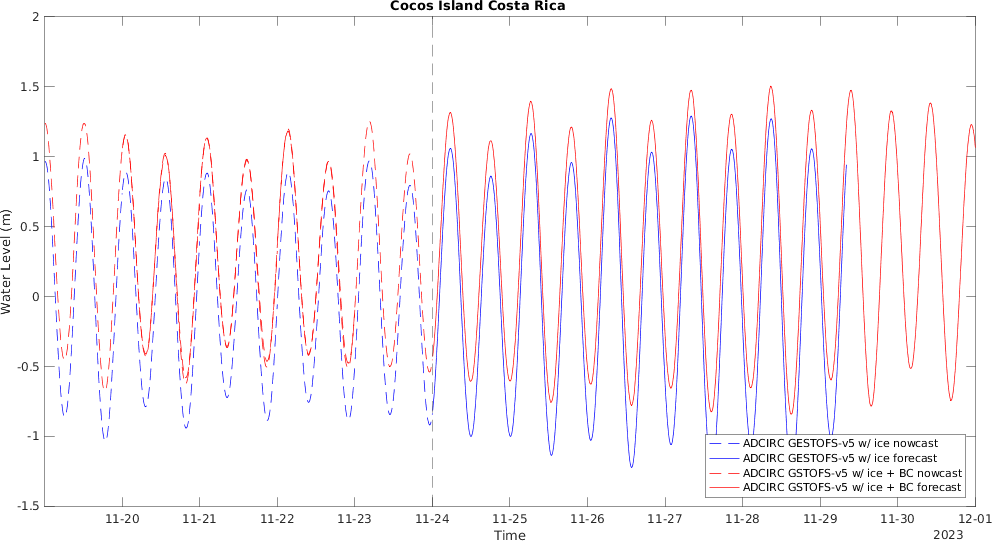 Cocos Island Costa Rica
2
1.5
1
0.5
0
-0.5
-1
-1.5
Water Level (m)
ADCIRC GESTOFS-v5 w/ ice nowcast
ADCIRC GESTOFS-v5 w/ ice forecast
ADCIRC GSTOFS-v5 w/ ice + BC nowcast
ADCIRC GSTOFS-v5 w/ ice + BC forecast
11-20 11-21 11-22 11-23 11-24 11-25 11-26 11-27 11-28 11-29 11-30 12-01
Time
2023